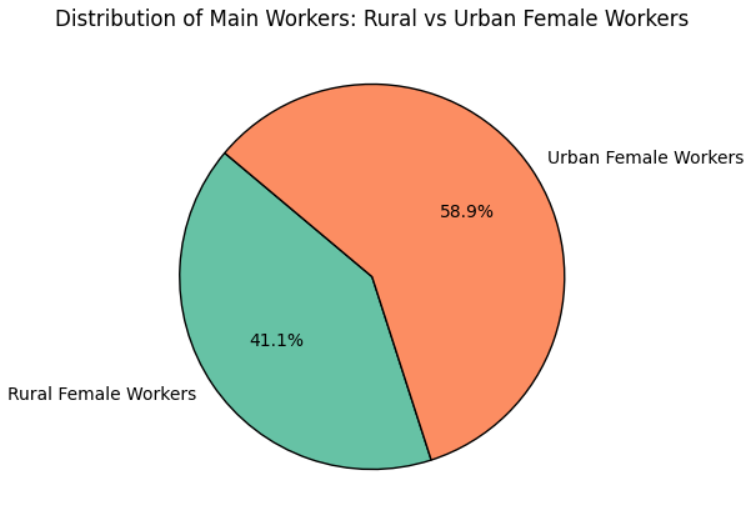 Distribution of Main Workers: Rural vs Urban Female Workers
Urban Female Workers
58.9%
41.1%
Rural Female Workers